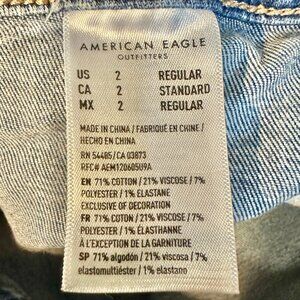 AMERICAN EAGLE
OUTFITTERS
US 2 REGULAR
CA 2 STANDARD
MX 2 REGULAR
MADE IN CHINA / FABRIQUÉ EN CHINE /
HECHO EN CHINA
RN 54485/CA 03873
RFC# AEM120605U9A
EN 71% COTTON / 21% VISCOSE / 7%
POLYESTER / 1% ELASTANE
EXCLUSIVE OF DECORATION
FR 71% COTON / 21% VISCOSE / 7%
POLYESTER / 1% ÉLASTHANNE
À L'EXCEPTION DE LA GARNITURE
SP 71% algodón / 21% viscosa / 7%
elastomultiéster / 1% elastano